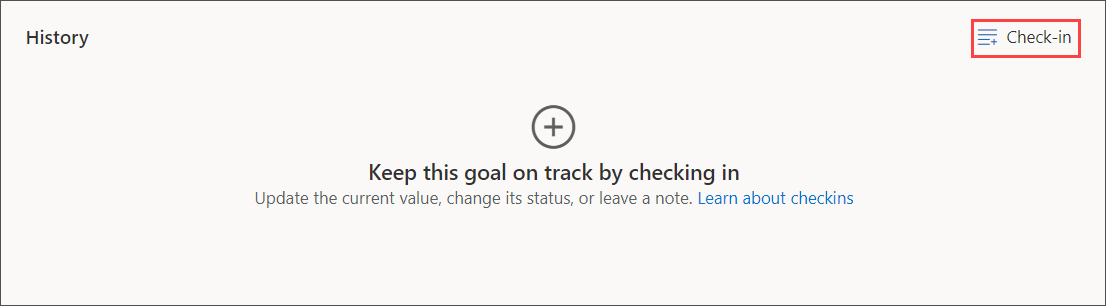 History
Check-in
Keep this goal on track by checking in
Update the current value, change its status, or leave a note. Learn about checkins